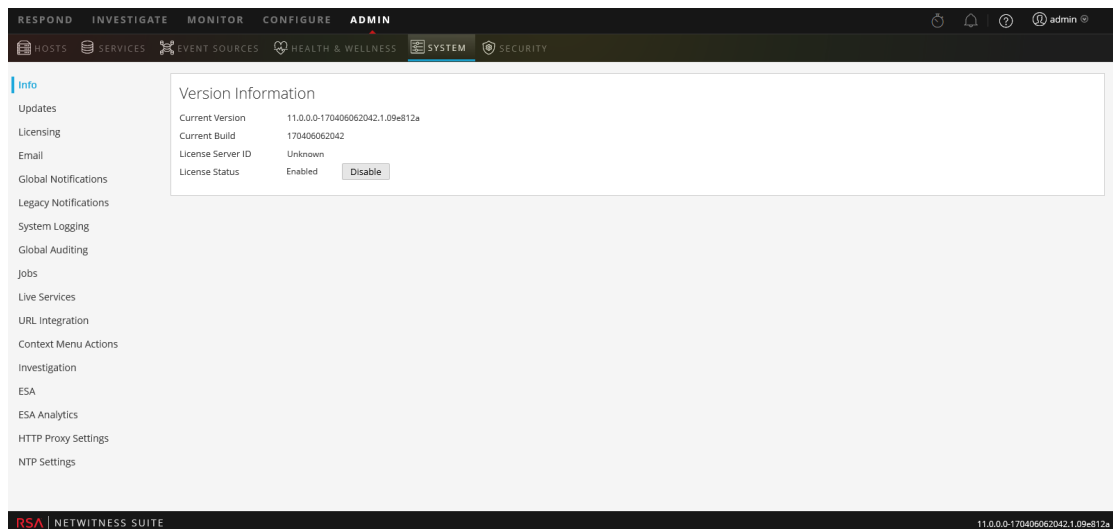 RESPOND INVESTIGATE MONITOR CONFIGURE ADMIN admin
HOSTS SERVICES EVENT SOURCES HEALTH & WELLNESS SYSTEM SECURITY
Info
Updates
Licensing
Email
Global Notifications
Legacy Notifications
System Logging
Global Auditing
Jobs
Live Services
URL Integration
Context Menu Actions
Investigation
ESA
ESA Analytics
HTTP Proxy Settings
NTP Settings
Version Information
Current Version 11.0.0.0-170406062042.1.09e812a
Current Build 170406062042
License Server ID Unknown
License Status Enabled Disable
RSA NETWITNESS SUITE 11.0.0.0-170406062042.1.09e812a